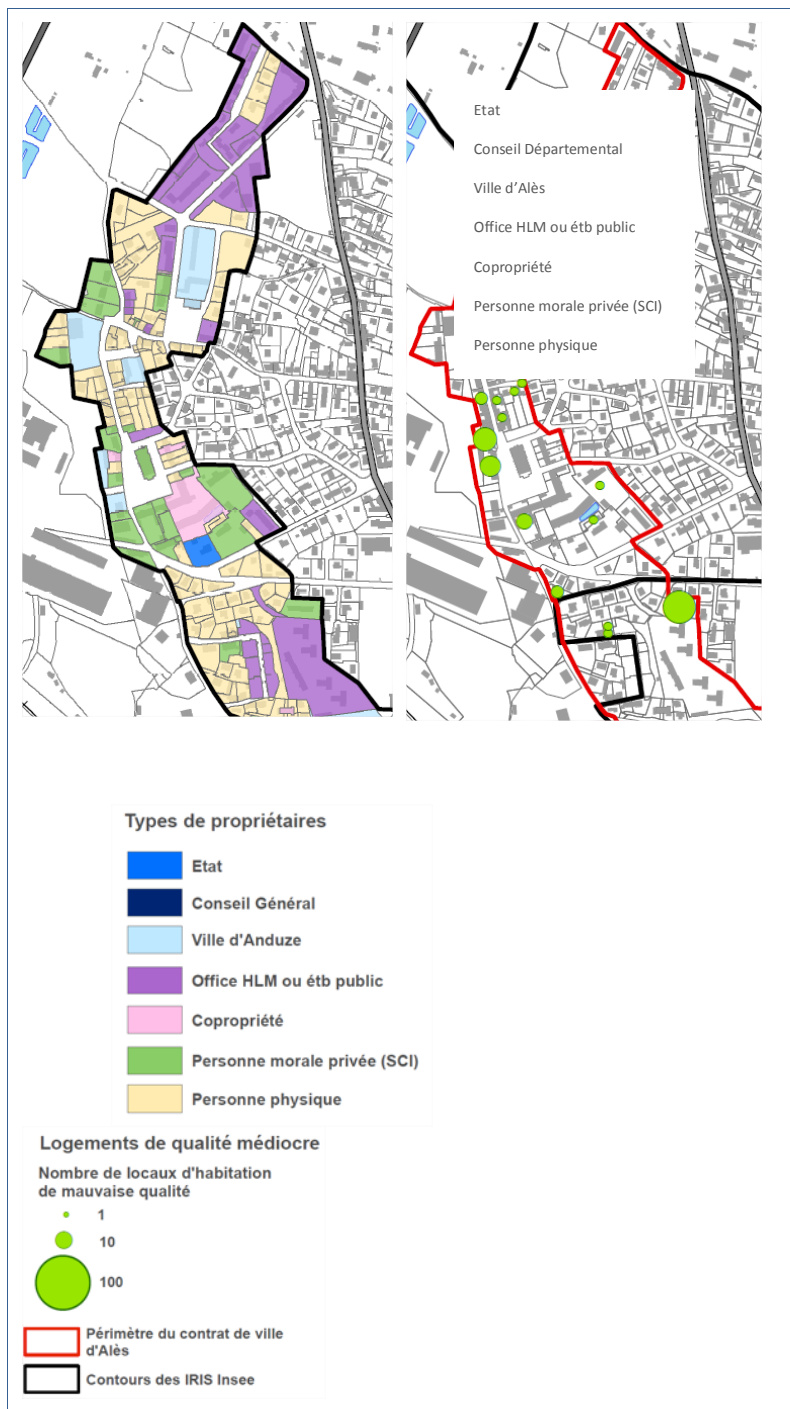 Etat
Conseil Départemental
Ville d’Alès
Office HLM ou étb public
Copropriété
Personne morale privée (SCI)
Personne physique
Types de propriétaires
Etat
Conseil Général
Ville d'Anduze
Office HLM ou étb public
Copropriété
Personne morale privée (SCI)
Personne physique
Logements de qualité médiocre
Nombre de locaux d'habitation
de mauvaise qualité
1
10
100
Périmètre du contrat de ville
d'Alès
Contours des IRIS Insee